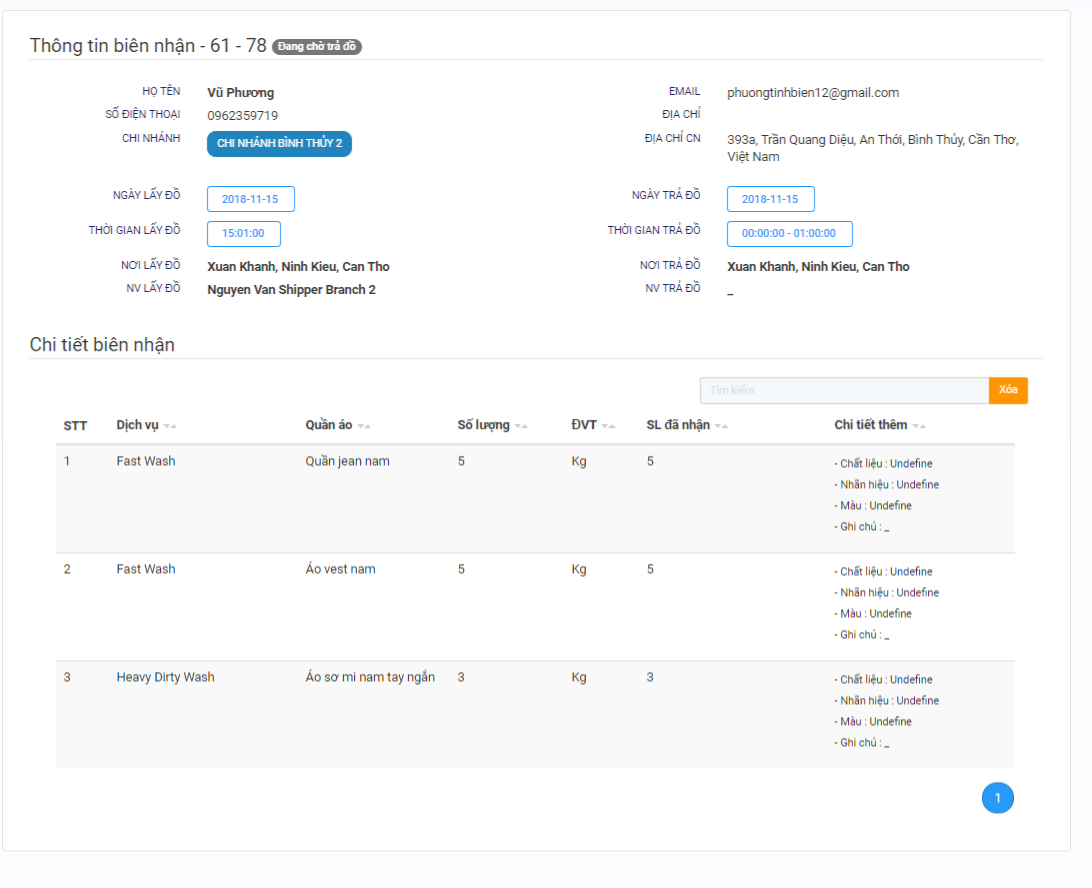 Thông tin biên nhận - 61 - 78 Đang chờ trả đồ
HỌ TÊN Vũ Phương
EMAIL phuongtinhbien12@gmail.com
SỐ ĐIỆN THOẠI 0962359719
ĐỊA CHỈ
CHI NHÁNH CHI NHÁNH BÌNH THỦY 2
ĐỊA CHỈ CN 393a, Trần Quang Diệu, An Thới, Bình Thủy, Cần Thơ,
Việt Nam
NGÀY LẤY ĐỒ 2018-11-15
NGÀY TRẢ ĐỒ 2018-11-15
THỜI GIAN LẤY ĐỒ 15:01:00
THỜI GIAN TRẢ ĐỒ 00:00:00 - 01:00:00
NƠI LẤY ĐỒ Xuan Khanh, Ninh Kieu, Can Tho
NƠI TRẢ ĐỒ Xuan Khanh, Ninh Kieu, Can Tho
NV LẤY ĐỒ Nguyen Van Shipper Branch 2
NV TRẢ ĐỒ _
Chi tiết biên nhận
Tìm kiếm Xóa
STT Dịch vụ Quần áo Số lượng ĐVT SL đã nhận Chi tiết thêm
1 Fast Wash Quần jean nam 5 Kg 5 - Chất liệu : Undefine
- Nhãn hiệu : Undefine
- Màu : Undefine
- Ghi chú : _
2 Fast Wash Áo vest nam 5 Kg 5 - Chất liệu : Undefine
- Nhãn hiệu : Undefine
- Màu : Undefine
- Ghi chú : _
3 Heavy Dirty Wash Áo sơ mi nam tay ngắn 3 Kg 3 - Chất liệu : Undefine
- Nhãn hiệu : Undefine
- Màu : Undefine
- Ghi chú : _
1